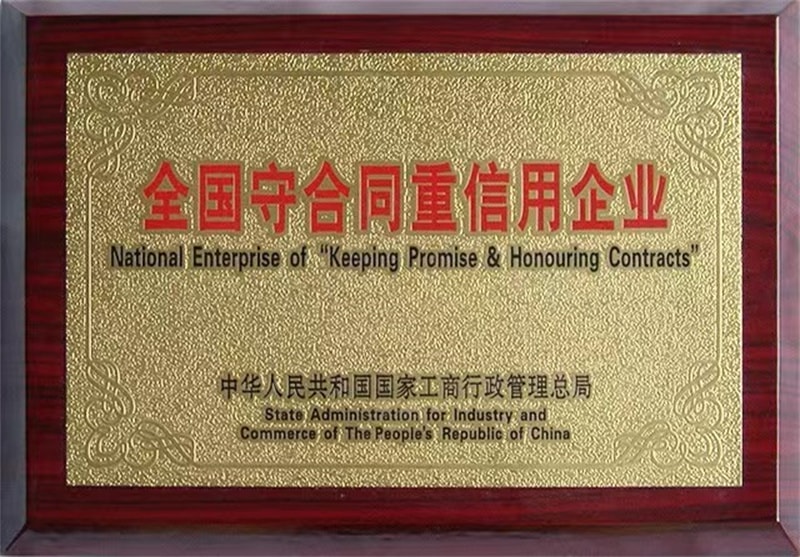 全国守合同重信用企业
National Enterprise of "Keeping Promise & Honouring Contracts"
中华人民共和国国家工商行政管理总局
State Administration for Industry and
Commerce of The People's Republic of China